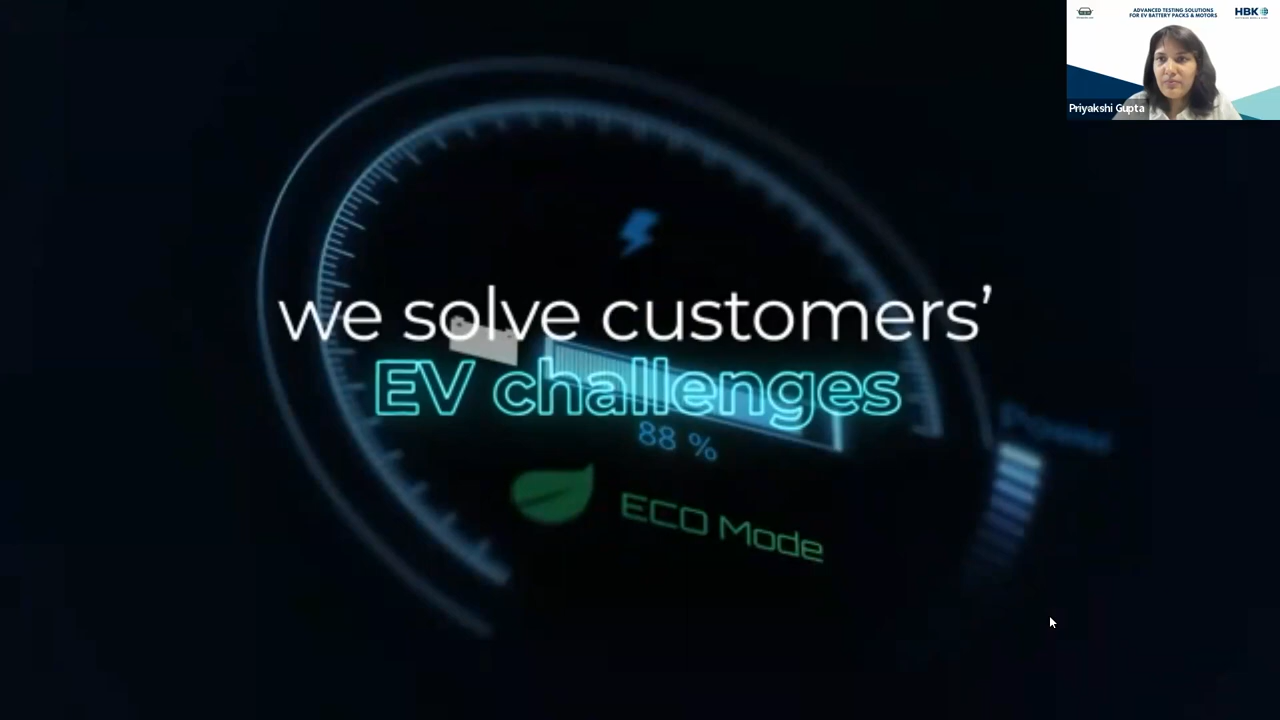 ADVANCED TESTING SOLUTIONS
FOR EV BATTERY PACKS & MOTORS
HBK
Priyakshi Gupta
we solve customers’
EV challenges
88 %
Power
ECO Mode